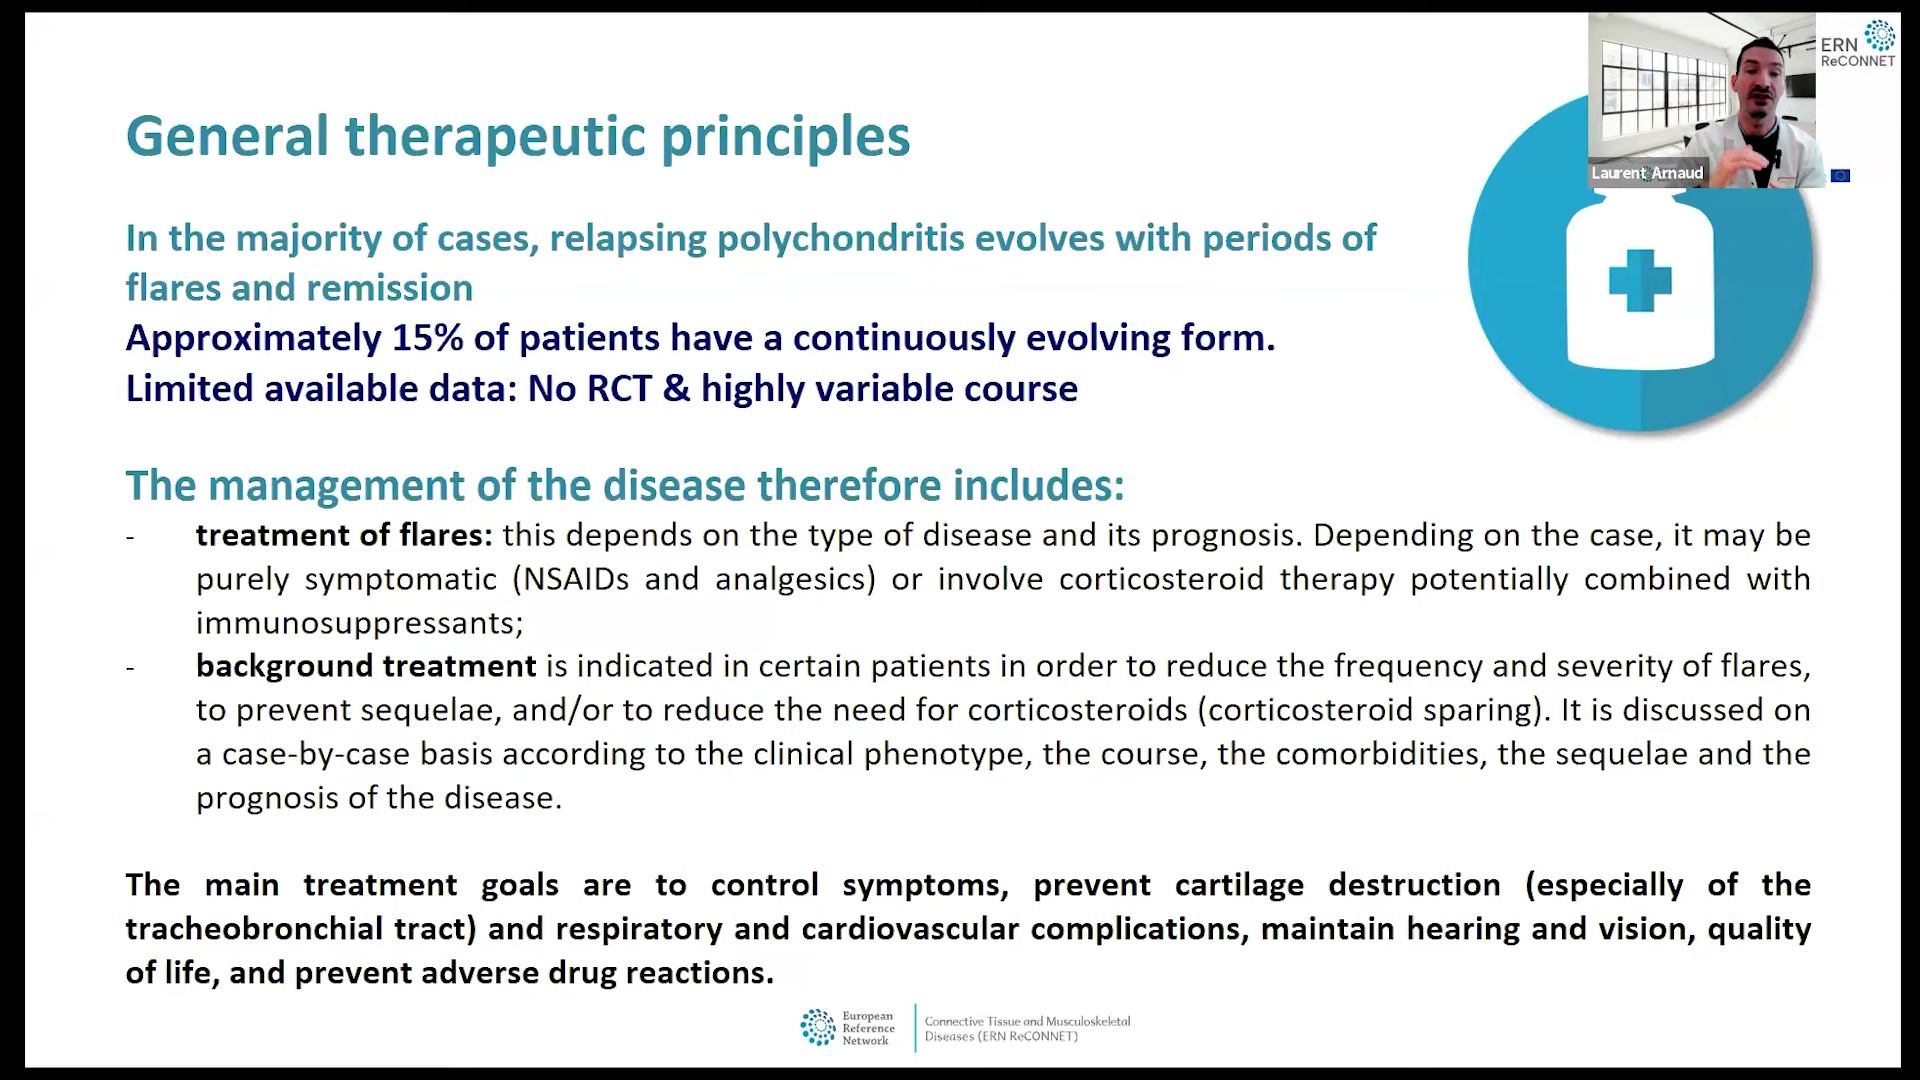 ERN
ReCONNET
Laurent Arnaud
General therapeutic principles
In the majority of cases, relapsing polychondritis evolves with periods of
flares and remission
Approximately 15% of patients have a continuously evolving form.
Limited available data: No RCT & highly variable course
The management of the disease therefore includes:
- treatment of flares: this depends on the type of disease and its prognosis. Depending on the case, it may be
purely symptomatic (NSAIDs and analgesics) or involve corticosteroid therapy potentially combined with
immunosuppressants;
- background treatment is indicated in certain patients in order to reduce the frequency and severity of flares,
to prevent sequelae, and/or to reduce the need for corticosteroids (corticosteroid sparing). It is discussed on
a case-by-case basis according to the clinical phenotype, the course, the comorbidities, the sequelae and the
prognosis of the disease.
The main treatment goals are to control symptoms, prevent cartilage destruction (especially of the
tracheobronchial tract) and respiratory and cardiovascular complications, maintain hearing and vision, quality
of life, and prevent adverse drug reactions.
European
Reference
Network
Connective Tissue and Musculoskeletal
Diseases (ERN ReCONNET)